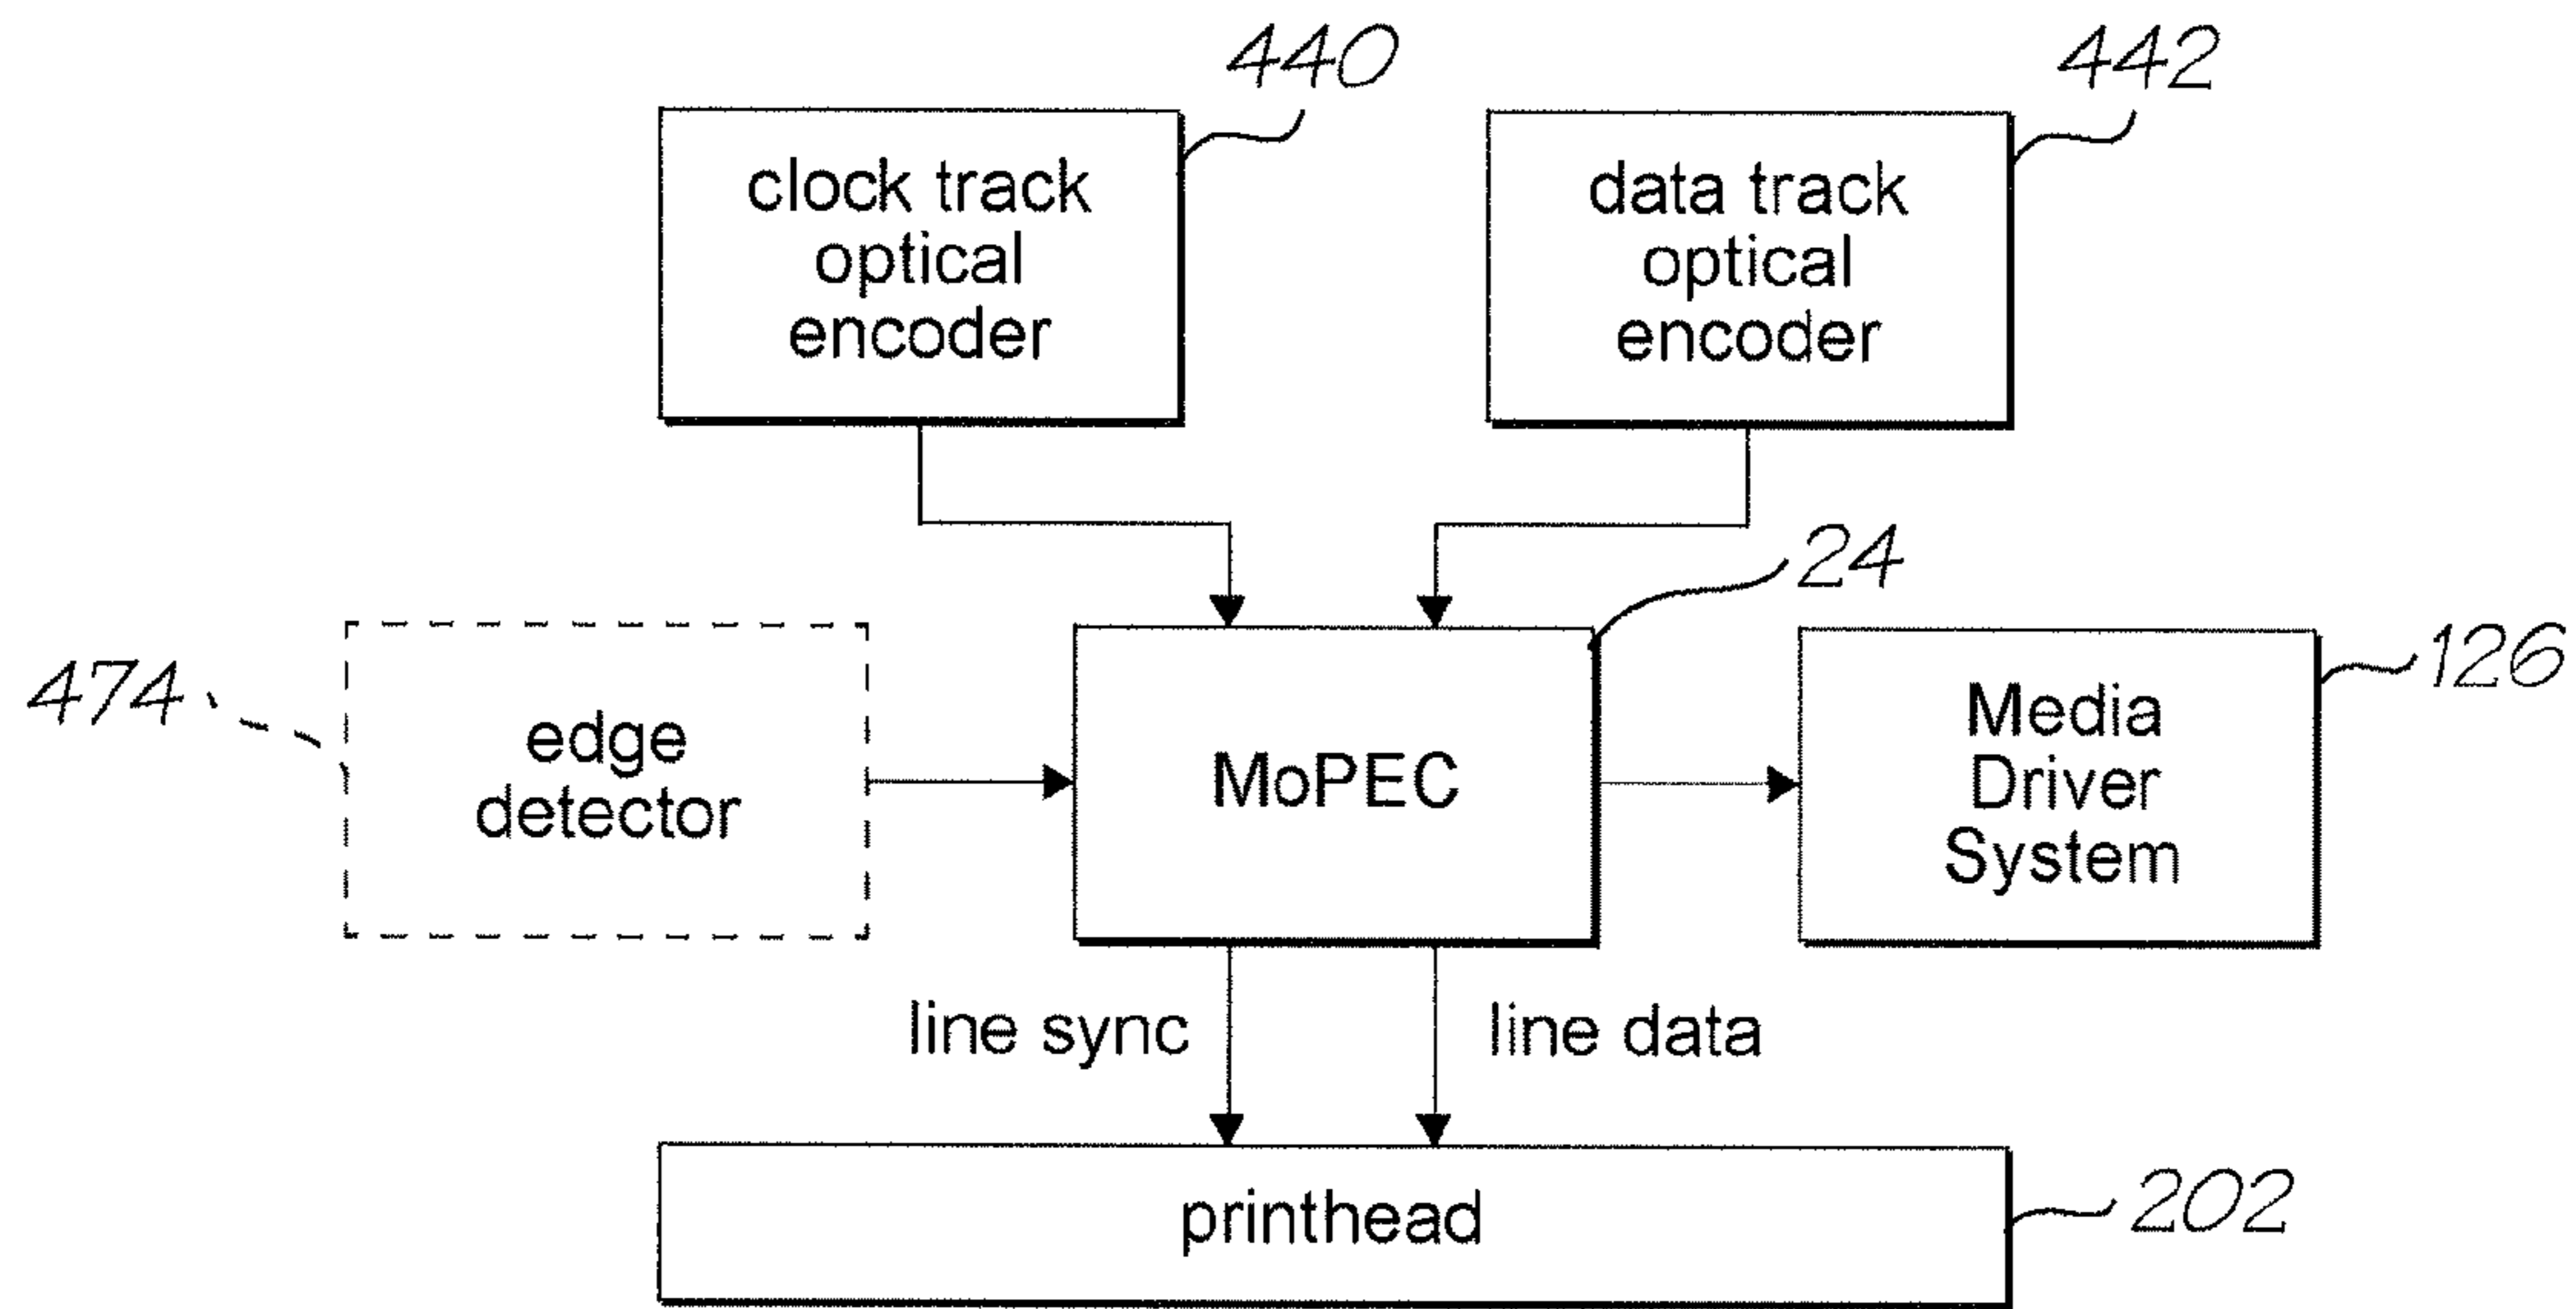 440
442
clock track
optical
encoder
data track
optical
encoder
24
474
edge
detector
MoPEC
Media
Driver
System
126
line sync
line data
printhead
202